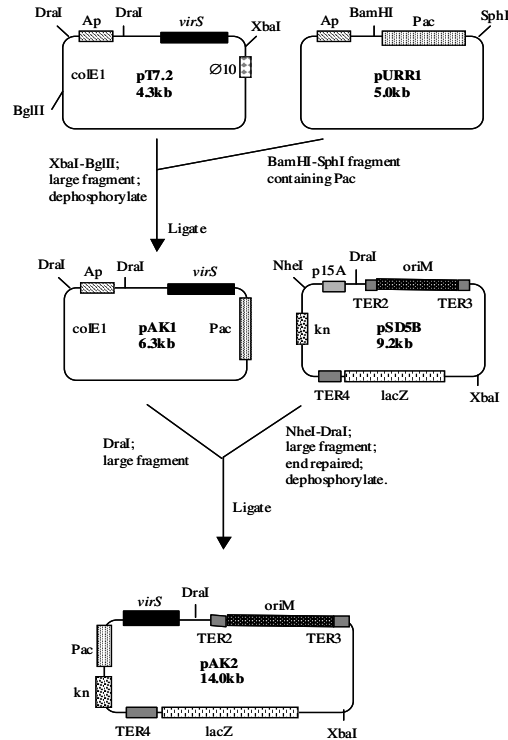 DraI Ap DraI virS XbaI
colE1 pT7.2 Ø10
4.3kb
BglII
Ap BamHI Pac SphI
pURR1
5.0kb
XbaI-BglII;
large fragment;
dephosphorylate
BamHI-SphI fragment
containing Pac
Ligate
DraI Ap DraI virS
colE1 pAK1 Pac
6.3kb
NheI p15A DraI oriM
TER2 TER3
kn pSD5B
9.2kb
TER4 lacZ XbaI
DraI;
large fragment
NheI-DraI;
large fragment;
end repaired;
dephosphorylate.
Ligate
virS DraI oriM
TER2 TER3
Pac pAK2
14.0kb
kn
TER4 lacZ XbaI